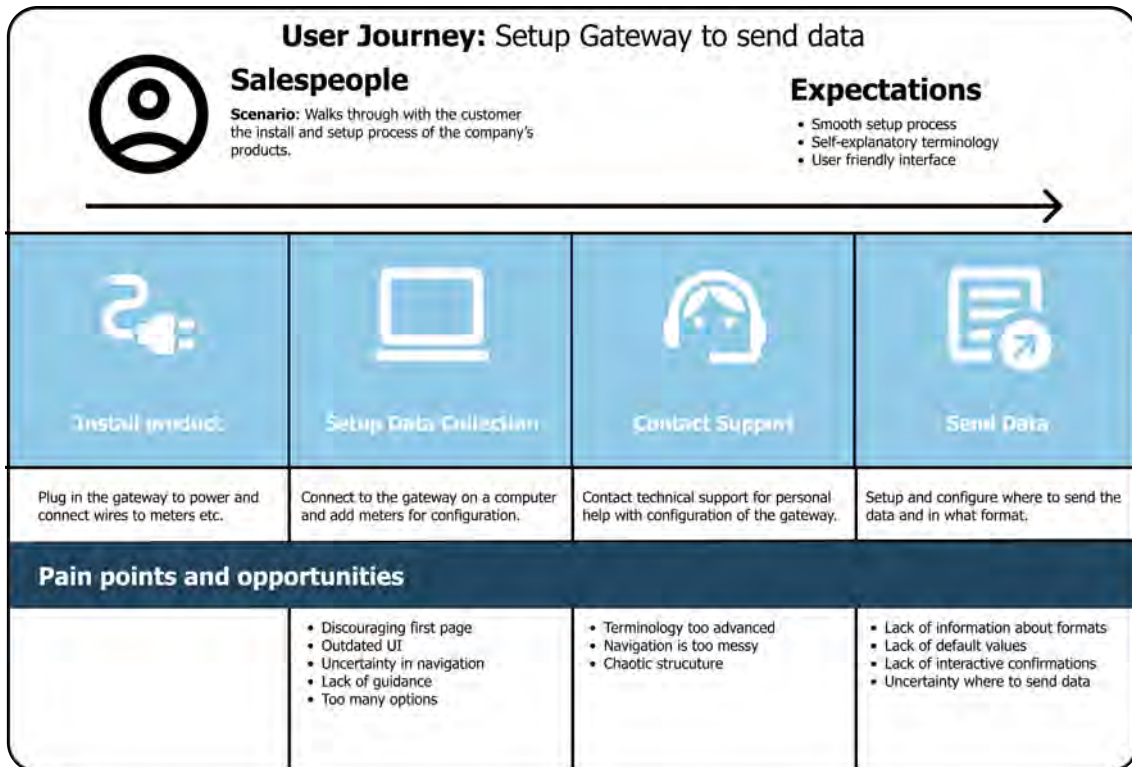 User Journey: Setup Gateway to send data
Salespeople
Scenario: Walks through with the customer
the install and setup process of the company's
products.
Expectations
• Smooth setup process
• Self-explanatory terminology
• User friendly interface
Install product
Setup Data Collection
Contact Support
Send Data
Plug in the gateway to power and
connect wires to meters etc.
Connect to the gateway on a computer
and add meters for configuration.
Contact technical support for personal
help with configuration of the gateway.
Setup and configure where to send the
data and in what format.
Pain points and opportunities
• Discouraging first page
• Outdated UI
• Uncertainty in navigation
• Lack of guidance
• Too many options
• Terminology too advanced
• Navigation is too messy
• Chaotic strucuture
• Lack of information about formats
• Lack of default values
• Lack of interactive confirmations
• Uncertainty where to send data